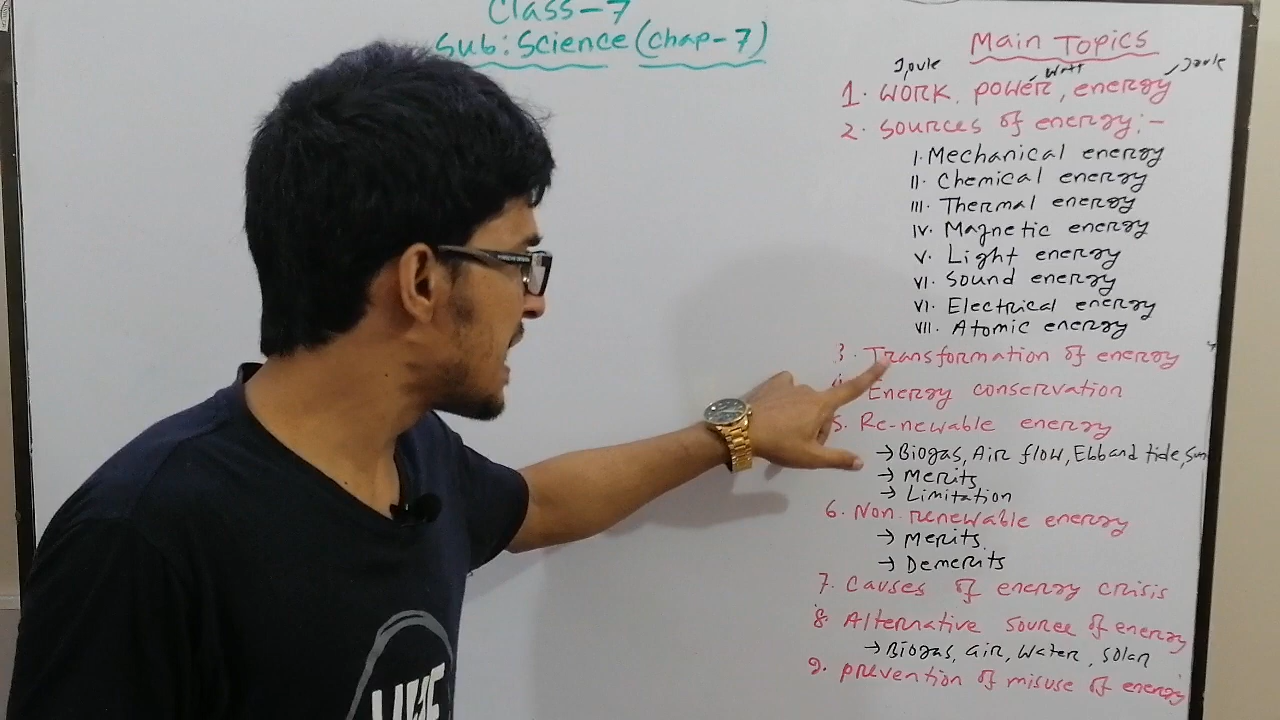 Class-7
Sub: Science (chap-7)
Main Topics
Joule Watt Joule
1. Work, power, energy
2. Sources of energy:-
I. Mechanical energy
II. Chemical energy
III. Thermal energy
IV. Magnetic energy
V. Light energy
VI. Sound energy
VI. Electrical energy
VII. Atomic energy
3. Transformation of energy
Energy conservation
5. Re-newable energy
→ Biogas, Air flow, Ebb and tide, Sun
→ Merits
→ Limitation
6. Non-renewable energy
→ Merits
→ Demerits
7. Causes of energy crisis
8. Alternative source of energy
→ Biogas, air, water, solar
9. prevention of misuse of energy